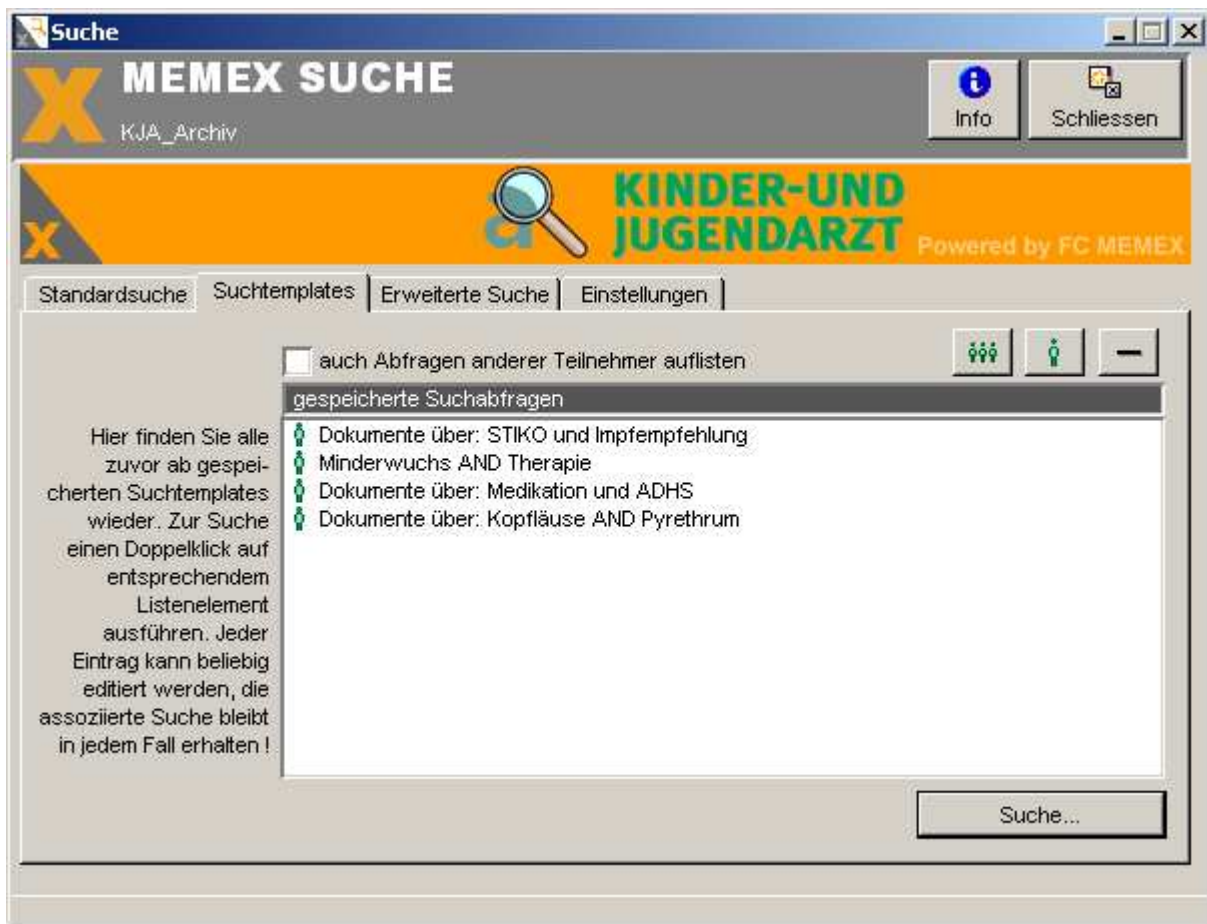 Suche
MEMEX SUCHE
KJA_Archiv
Info
Schliessen
KINDER-UND
JUGENDARZT
Powered by FC MEMEX
Standardsuche
Suchtemplates
Erweiterte Suche
Einstellungen
auch Abfragen anderer Teilnehmer auflisten
gespeicherte Suchabfragen
Hier finden Sie alle
zuvor ab gespei-
cherten Suchtemplates
wieder. Zur Suche
einen Doppelklick auf
entsprechendem
Listenelement
ausführen. Jeder
Eintrag kann beliebig
editiert werden, die
assoziierte Suche bleibt
in jedem Fall erhalten !
Dokumente über: STIKO und Impfempfehlung
Minderwuchs AND Therapie
Dokumente über: Medikation und ADHS
Dokumente über: Kopfläuse AND Pyrethrum
Suche...